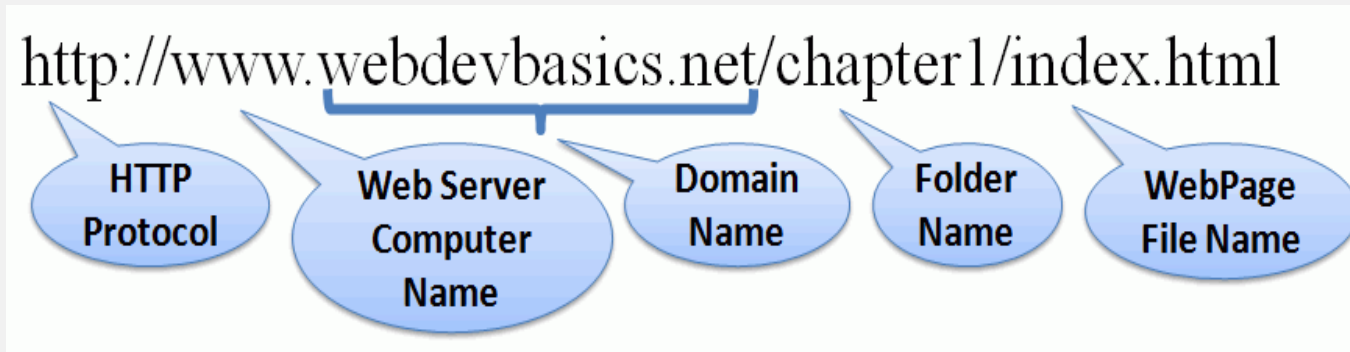 http://www.webdevbasics.net/chapter1/index.html
HTTP
Protocol
Web Server
Computer
Name
Domain
Name
Folder
Name
WebPage
File Name